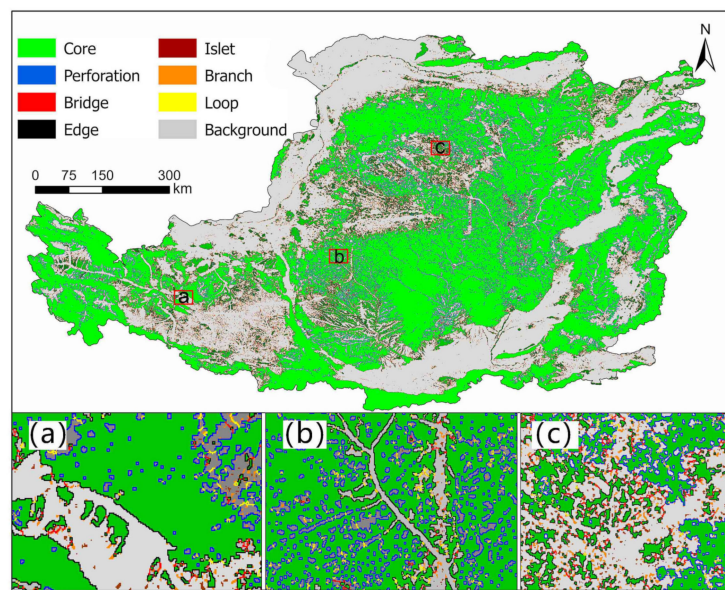 N
Core
Islet
Perforation
Branch
Bridge
Loop
Edge
Background
0 75 150 300
km
c
b
a
(a)
(b)
(c)